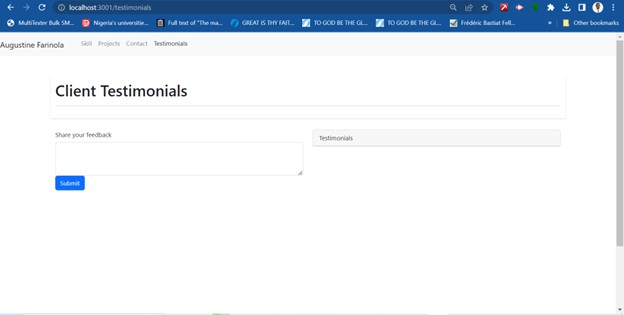 localhost:3001/testimonials
MultiTexter Bulk SM... Nigeria's universitie... Full text of "The ma... GREAT IS THY FAIT... TO GOD BE THE GL... TO GOD BE THE GL... Frédéric Bastiat Fell... » Other bookmarks
Augustine Farinola Skill Projects Contact Testimonials
Client Testimonials
Share your feedback
Testimonials
Submit